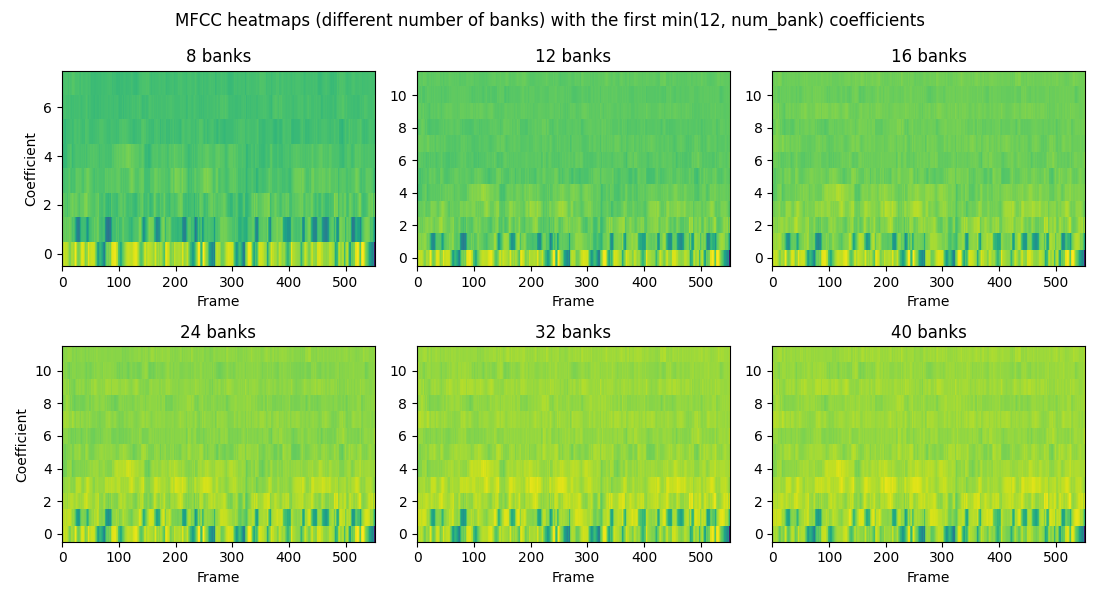 MFCC heatmaps (different number of banks) with the first min(12, num_bank) coefficients
8 banks
12 banks
16 banks
Coefficient
6
4
2
0
10
8
6
4
2
0
10
8
6
4
2
0
0 100 200 300 400 500
0 100 200 300 400 500
0 100 200 300 400 500
Frame
Frame
Frame
24 banks
32 banks
40 banks
Coefficient
10
8
6
4
2
0
10
8
6
4
2
0
10
8
6
4
2
0
0 100 200 300 400 500
0 100 200 300 400 500
0 100 200 300 400 500
Frame
Frame
Frame